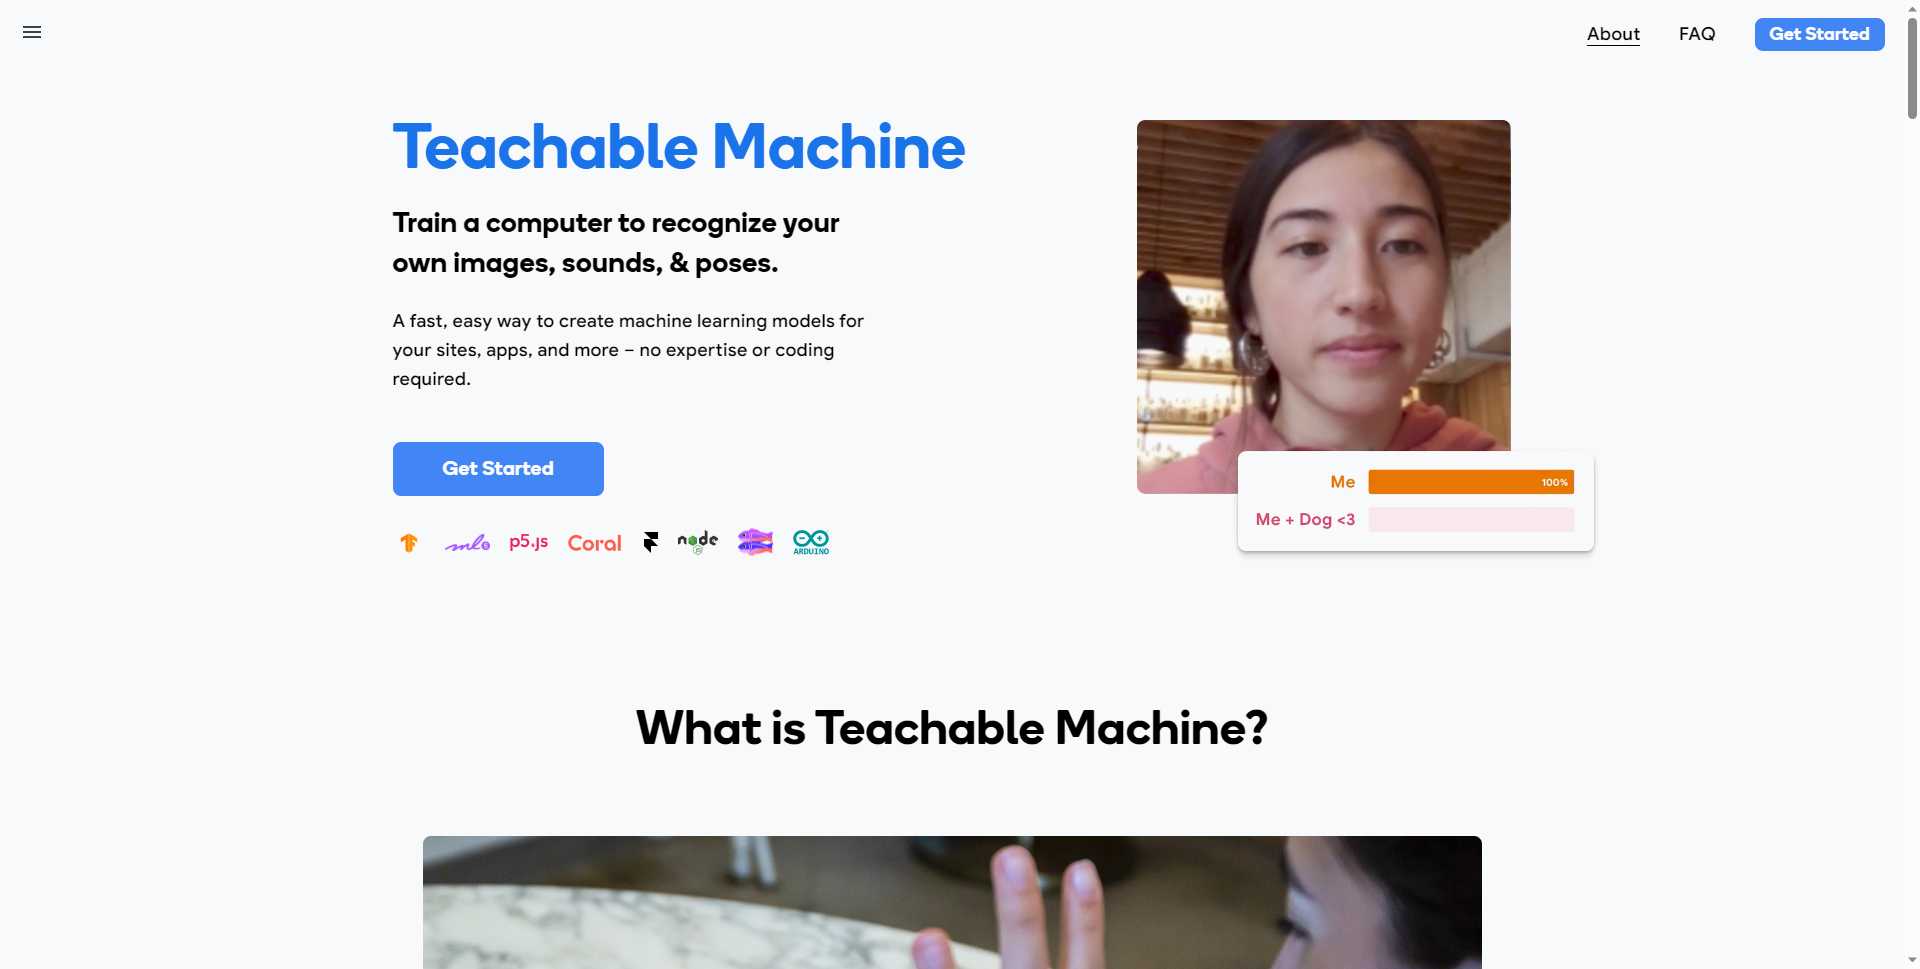 About
FAQ
Get Started
Teachable Machine
Train a computer to recognize your
own images, sounds, & poses.
A fast, easy way to create machine learning models for
your sites, apps, and more – no expertise or coding
required.
Get Started
ml5
p5.js
Coral
node
JS
ARDUINO
Me
100%
Me + Dog <3
What is Teachable Machine?